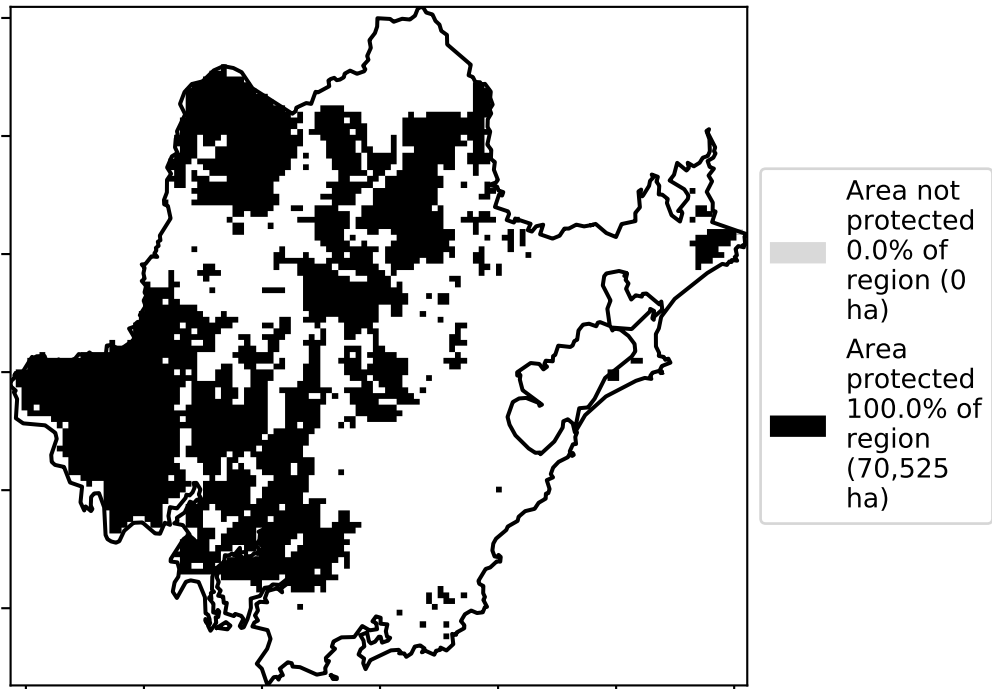 Area not
protected
0.0% of
region (0
ha)
Area
protected
100.0% of
region
(70,525
ha)